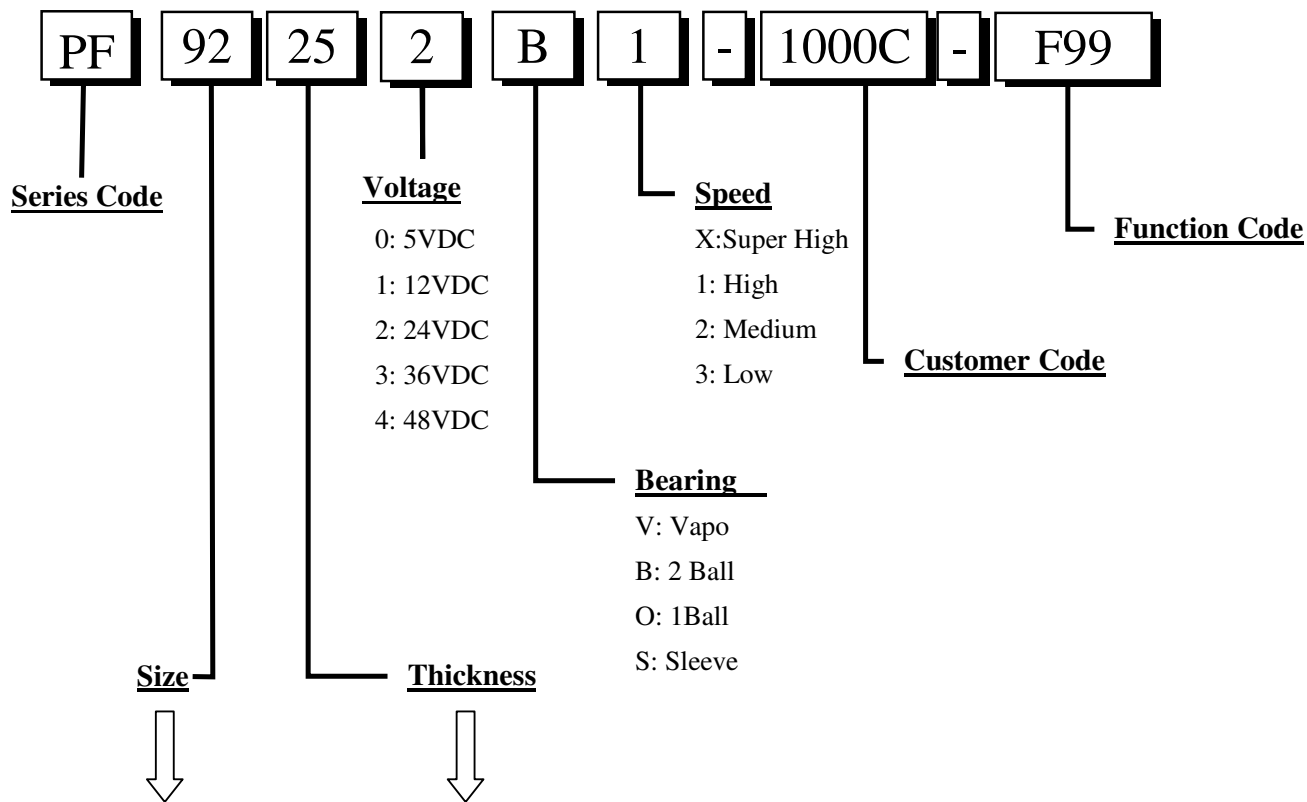 PF 92 25 2 B 1 - 1000C - F99
Series Code
Voltage
0: 5VDC
1: 12VDC
2: 24VDC
3: 36VDC
4: 48VDC
Speed
X:Super High
1: High
2: Medium
3: Low
Function Code
Customer Code
Bearing
V: Vapo
B: 2 Ball
O: 1Ball
S: Sleeve
Size
Thickness